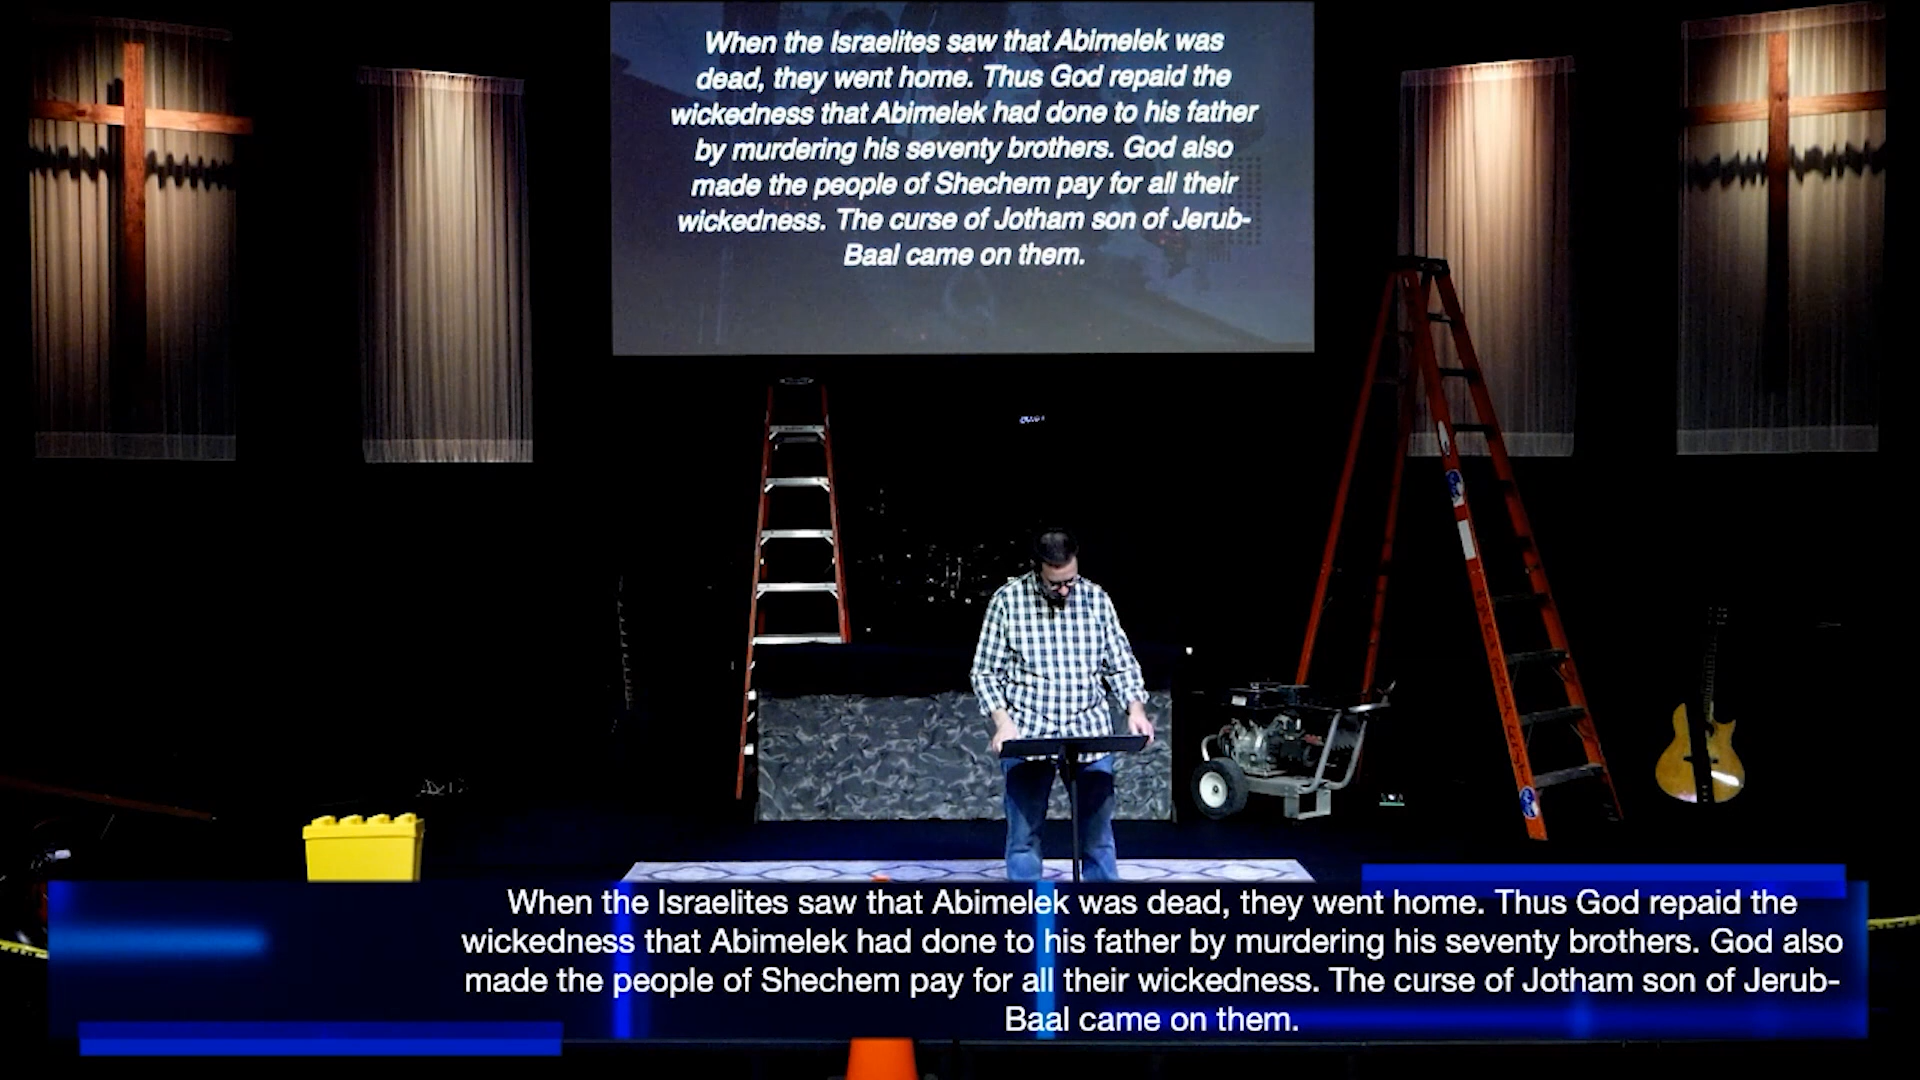 When the Israelites saw that Abimelek was
dead, they went home. Thus God repaid the
wickedness that Abimelek had done to his father
by murdering his seventy brothers. God also
made the people of Shechem pay for all their
wickedness. The curse of Jotham son of Jerub-
Baal came on them.
When the Israelites saw that Abimelek was dead, they went home. Thus God repaid the
wickedness that Abimelek had done to his father by murdering his seventy brothers. God also
made the people of Shechem pay for all their wickedness. The curse of Jotham son of Jerub-
Baal came on them.